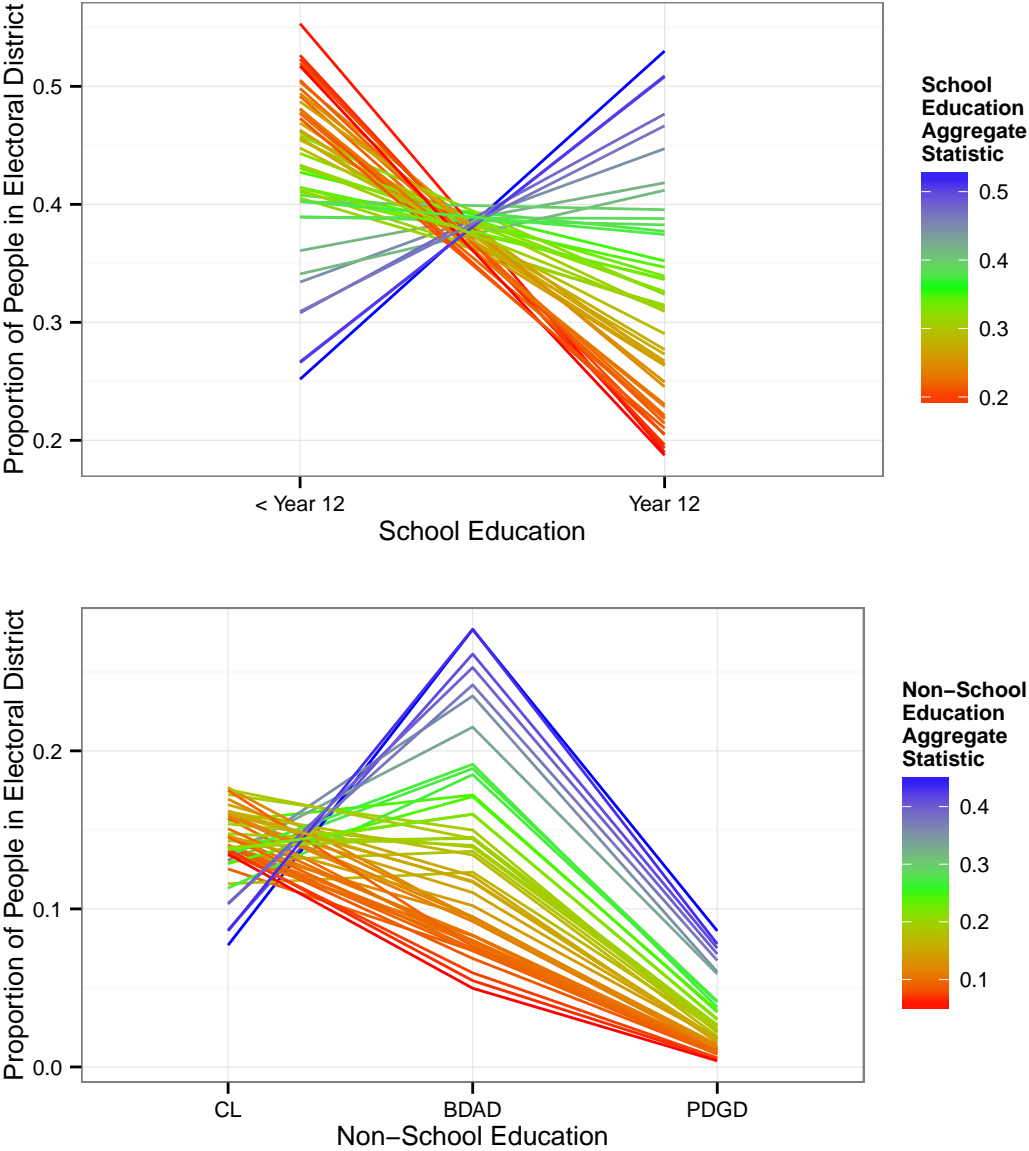 Proportion of People in Electoral District
0.5
0.4
0.3
0.2
< Year 12
Year 12
School Education
School
Education
Aggregate
Statistic
0.5
0.4
0.3
0.2
Proportion of People in Electoral District
0.2
0.1
0.0
CL
BDAD
PDGD
Non−School Education
Non−School
Education
Aggregate
Statistic
0.4
0.3
0.2
0.1